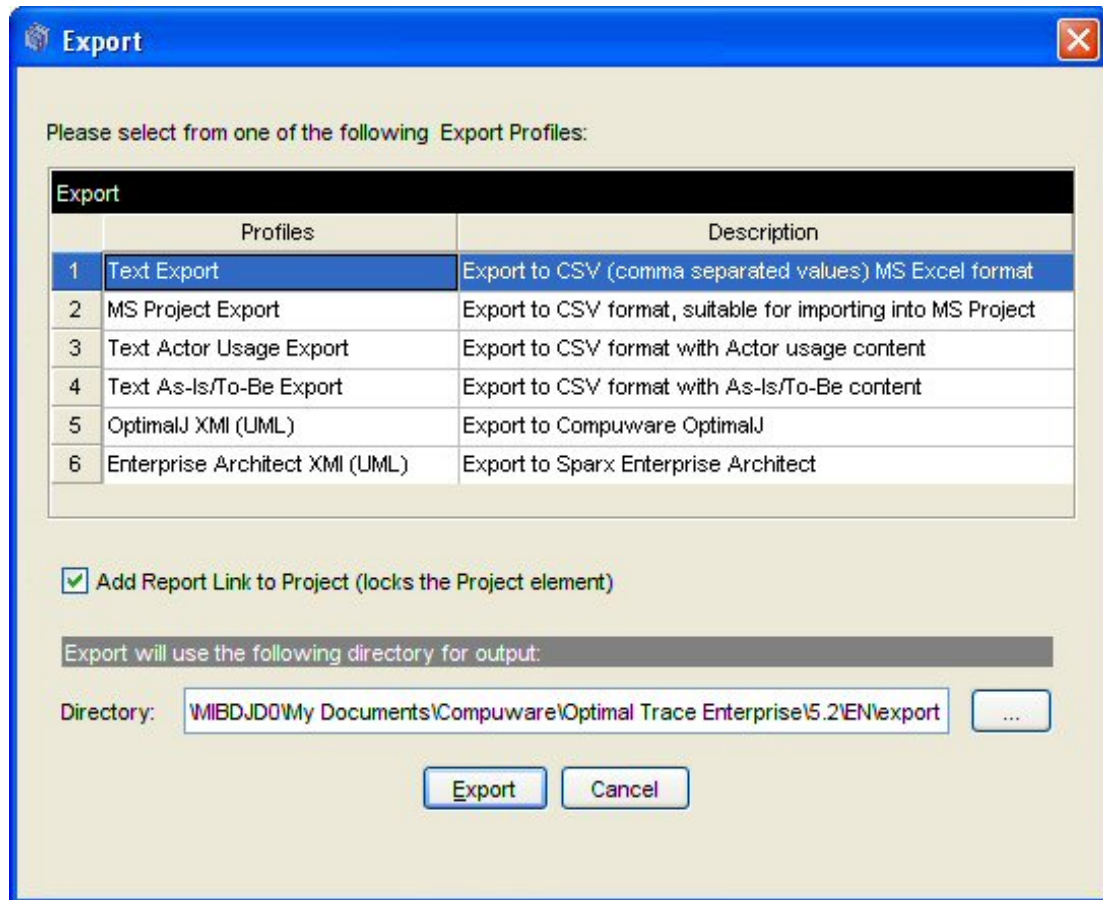 Export
Please select from one of the following Export Profiles:
Export
Profiles Description
1 Text Export Export to CSV (comma separated values) MS Excel format
2 MS Project Export Export to CSV format, suitable for importing into MS Project
3 Text Actor Usage Export Export to CSV format with Actor usage content
4 Text As-Is/To-Be Export Export to CSV format with As-Is/To-Be content
5 OptimalJ XMI (UML) Export to Compuware OptimalJ
6 Enterprise Architect XMI (UML) Export to Sparx Enterprise Architect
Add Report Link to Project (locks the Project element)
Export will use the following directory for output:
Directory: \MIBDJD0\My Documents\Compuware\Optimal Trace Enterprise\5.2\EN\export ...
Export Cancel